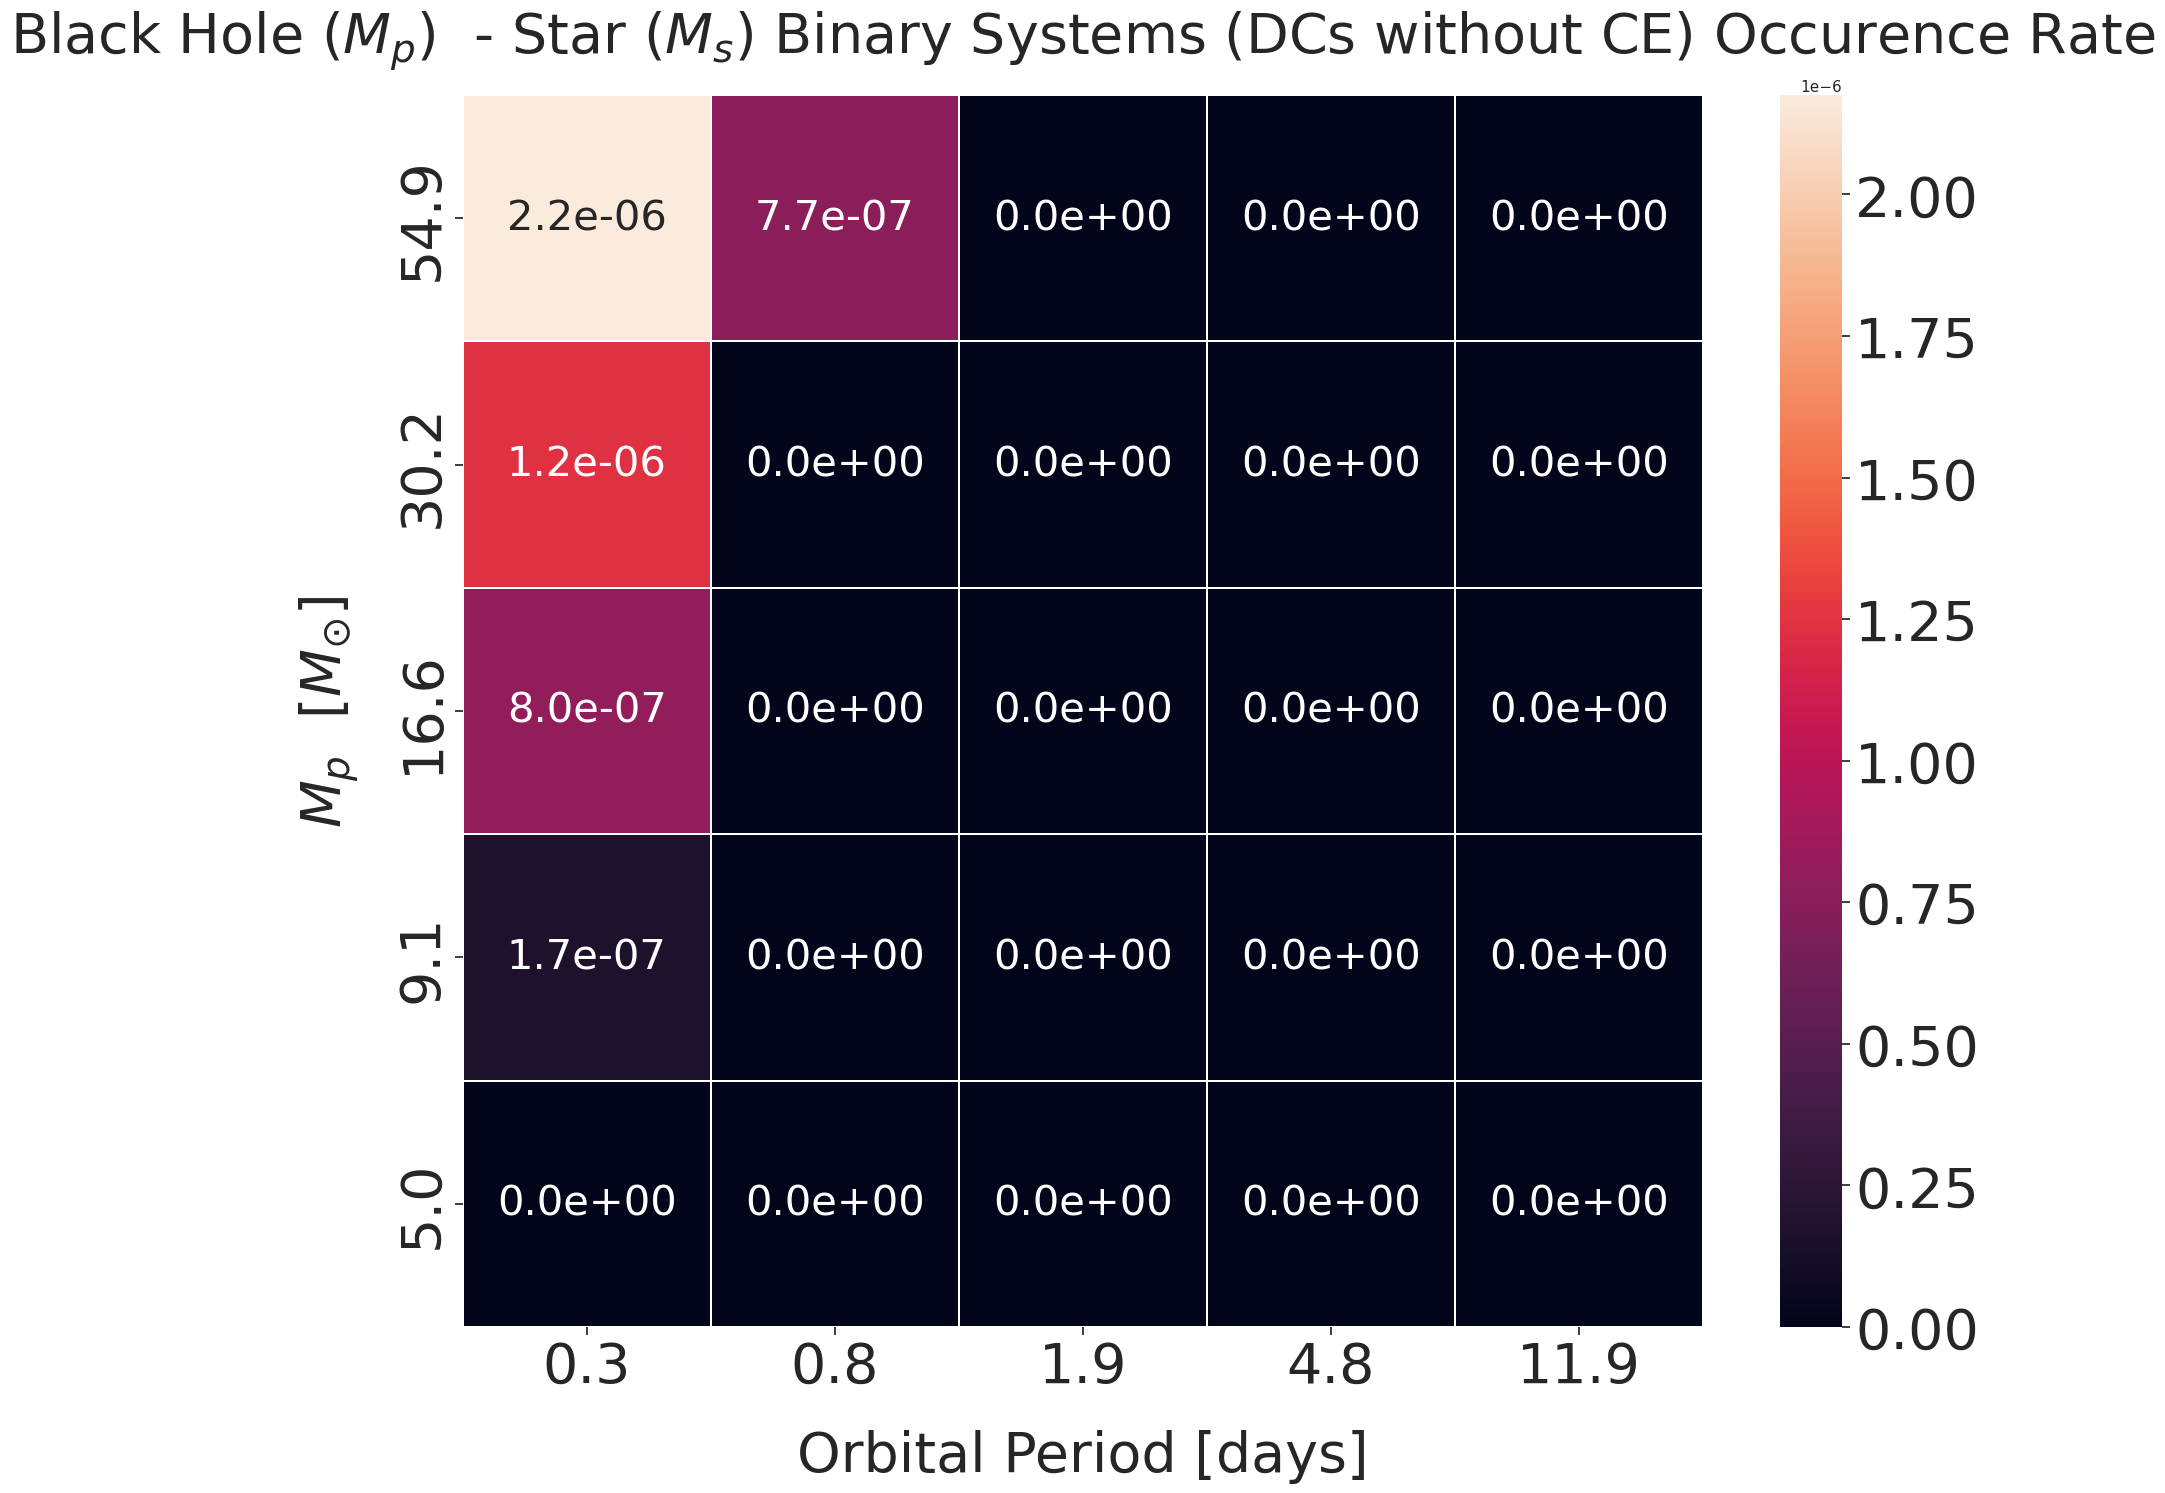 Black Hole (Mp) - Star (Ms) Binary Systems (DCs without CE) Occurence Rate
1e−6
54.9 2.2e-06 7.7e-07 0.0e+00 0.0e+00 0.0e+00
30.2 1.2e-06 0.0e+00 0.0e+00 0.0e+00 0.0e+00
16.6 8.0e-07 0.0e+00 0.0e+00 0.0e+00 0.0e+00
9.1 1.7e-07 0.0e+00 0.0e+00 0.0e+00 0.0e+00
5.0 0.0e+00 0.0e+00 0.0e+00 0.0e+00 0.0e+00
Mp [M⊙]
0.3 0.8 1.9 4.8 11.9
Orbital Period [days]
2.00
1.75
1.50
1.25
1.00
0.75
0.50
0.25
0.00